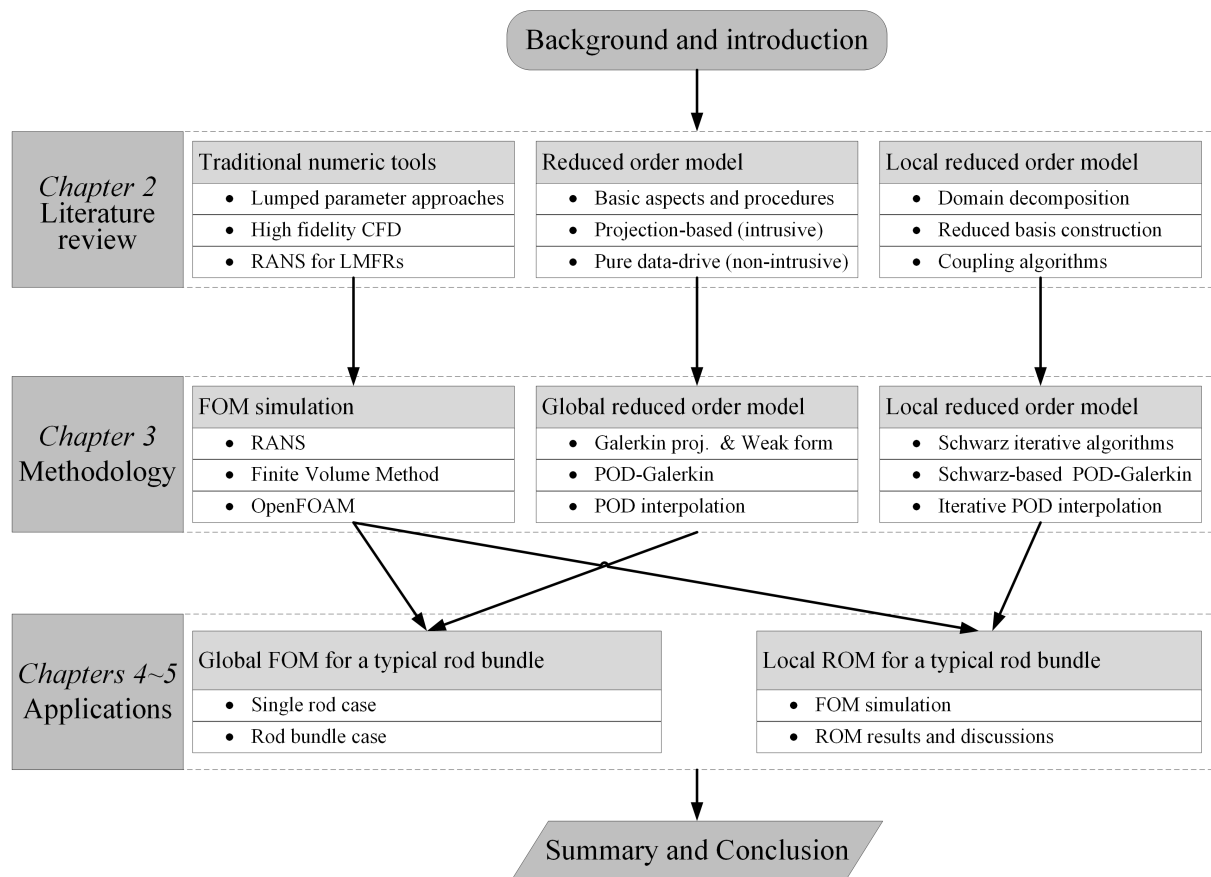 Background and introduction
Chapter 2
Literature
review
Traditional numeric tools
• Lumped parameter approaches
• High fidelity CFD
• RANS for LMFRs
Reduced order model
• Basic aspects and procedures
• Projection-based (intrusive)
• Pure data-drive (non-intrusive)
Local reduced order model
• Domain decomposition
• Reduced basis construction
• Coupling algorithms
Chapter 3
Methodology
FOM simulation
• RANS
• Finite Volume Method
• OpenFOAM
Global reduced order model
• Galerkin proj. & Weak form
• POD-Galerkin
• POD interpolation
Local reduced order model
• Schwarz iterative algorithms
• Schwarz-based POD-Galerkin
• Iterative POD interpolation
Chapters 4~5
Applications
Global FOM for a typical rod bundle
• Single rod case
• Rod bundle case
Local ROM for a typical rod bundle
• FOM simulation
• ROM results and discussions
Summary and Conclusion